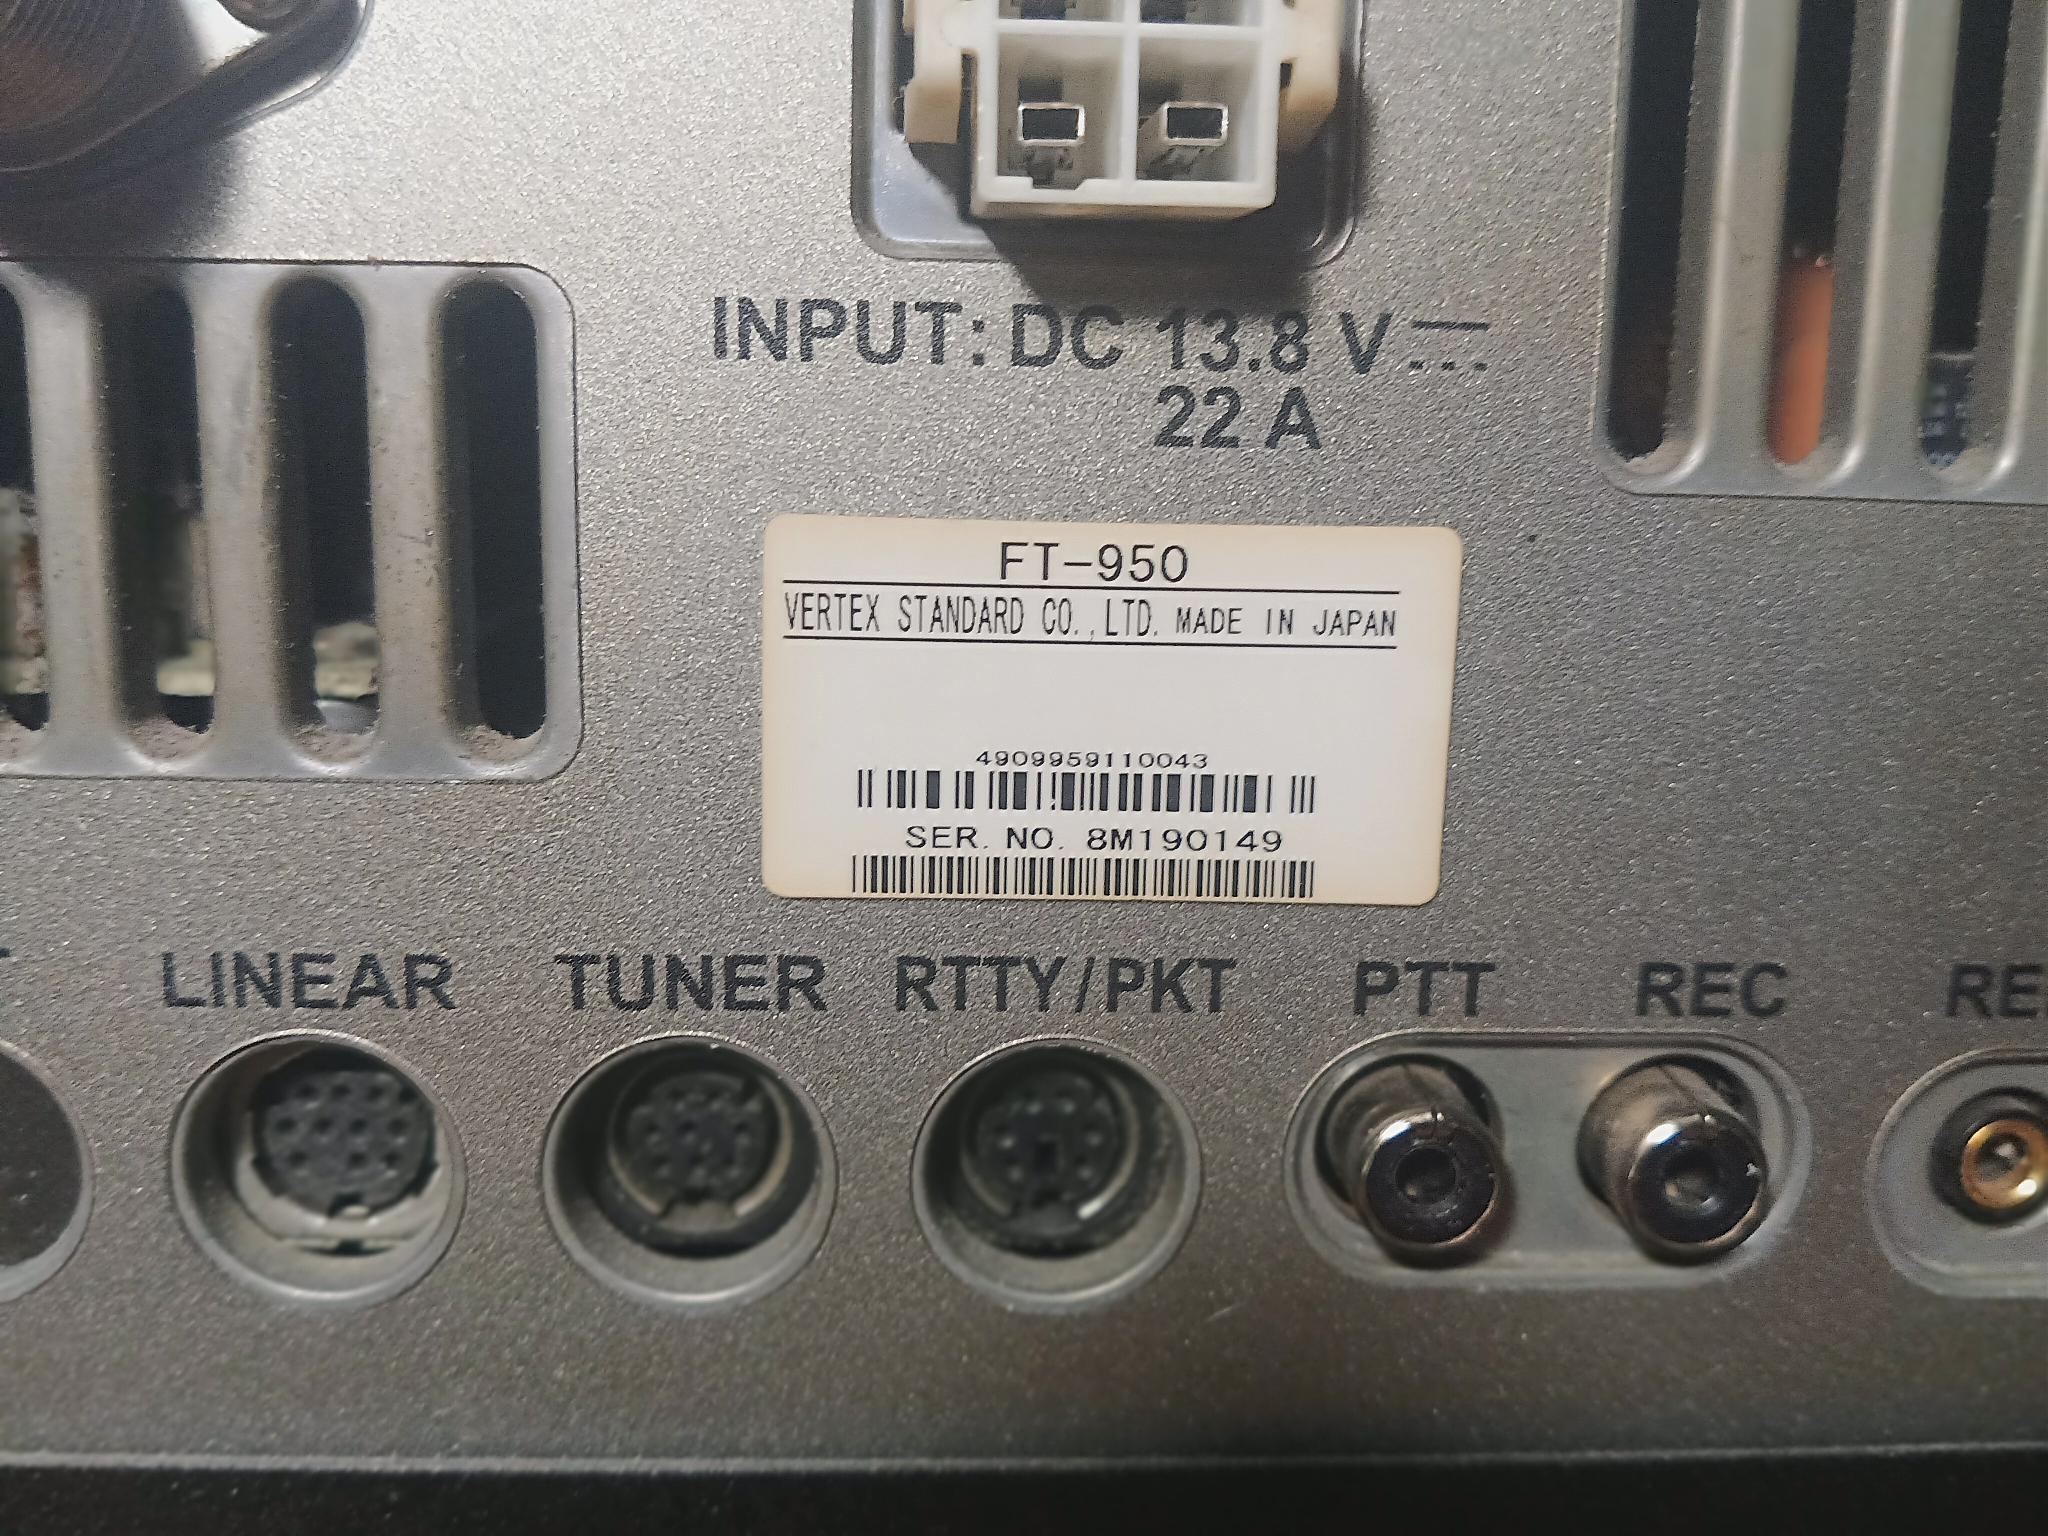 INPUT: DC 13.8 V
22 A
FT-950
VERTEX STANDARD CO.,LTD. MADE IN JAPAN
4909959110043
SER. NO. 8M190149
LINEAR TUNER RTTY/PKT PTT REC